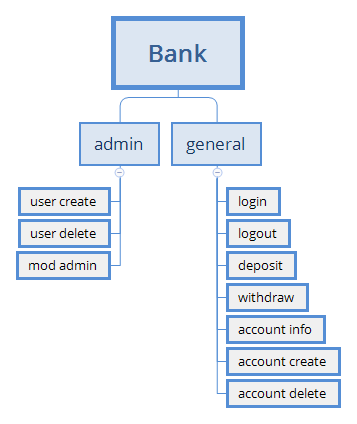 Bank
admin
general
user create
user delete
mod admin
login
logout
deposit
withdraw
account info
account create
account delete